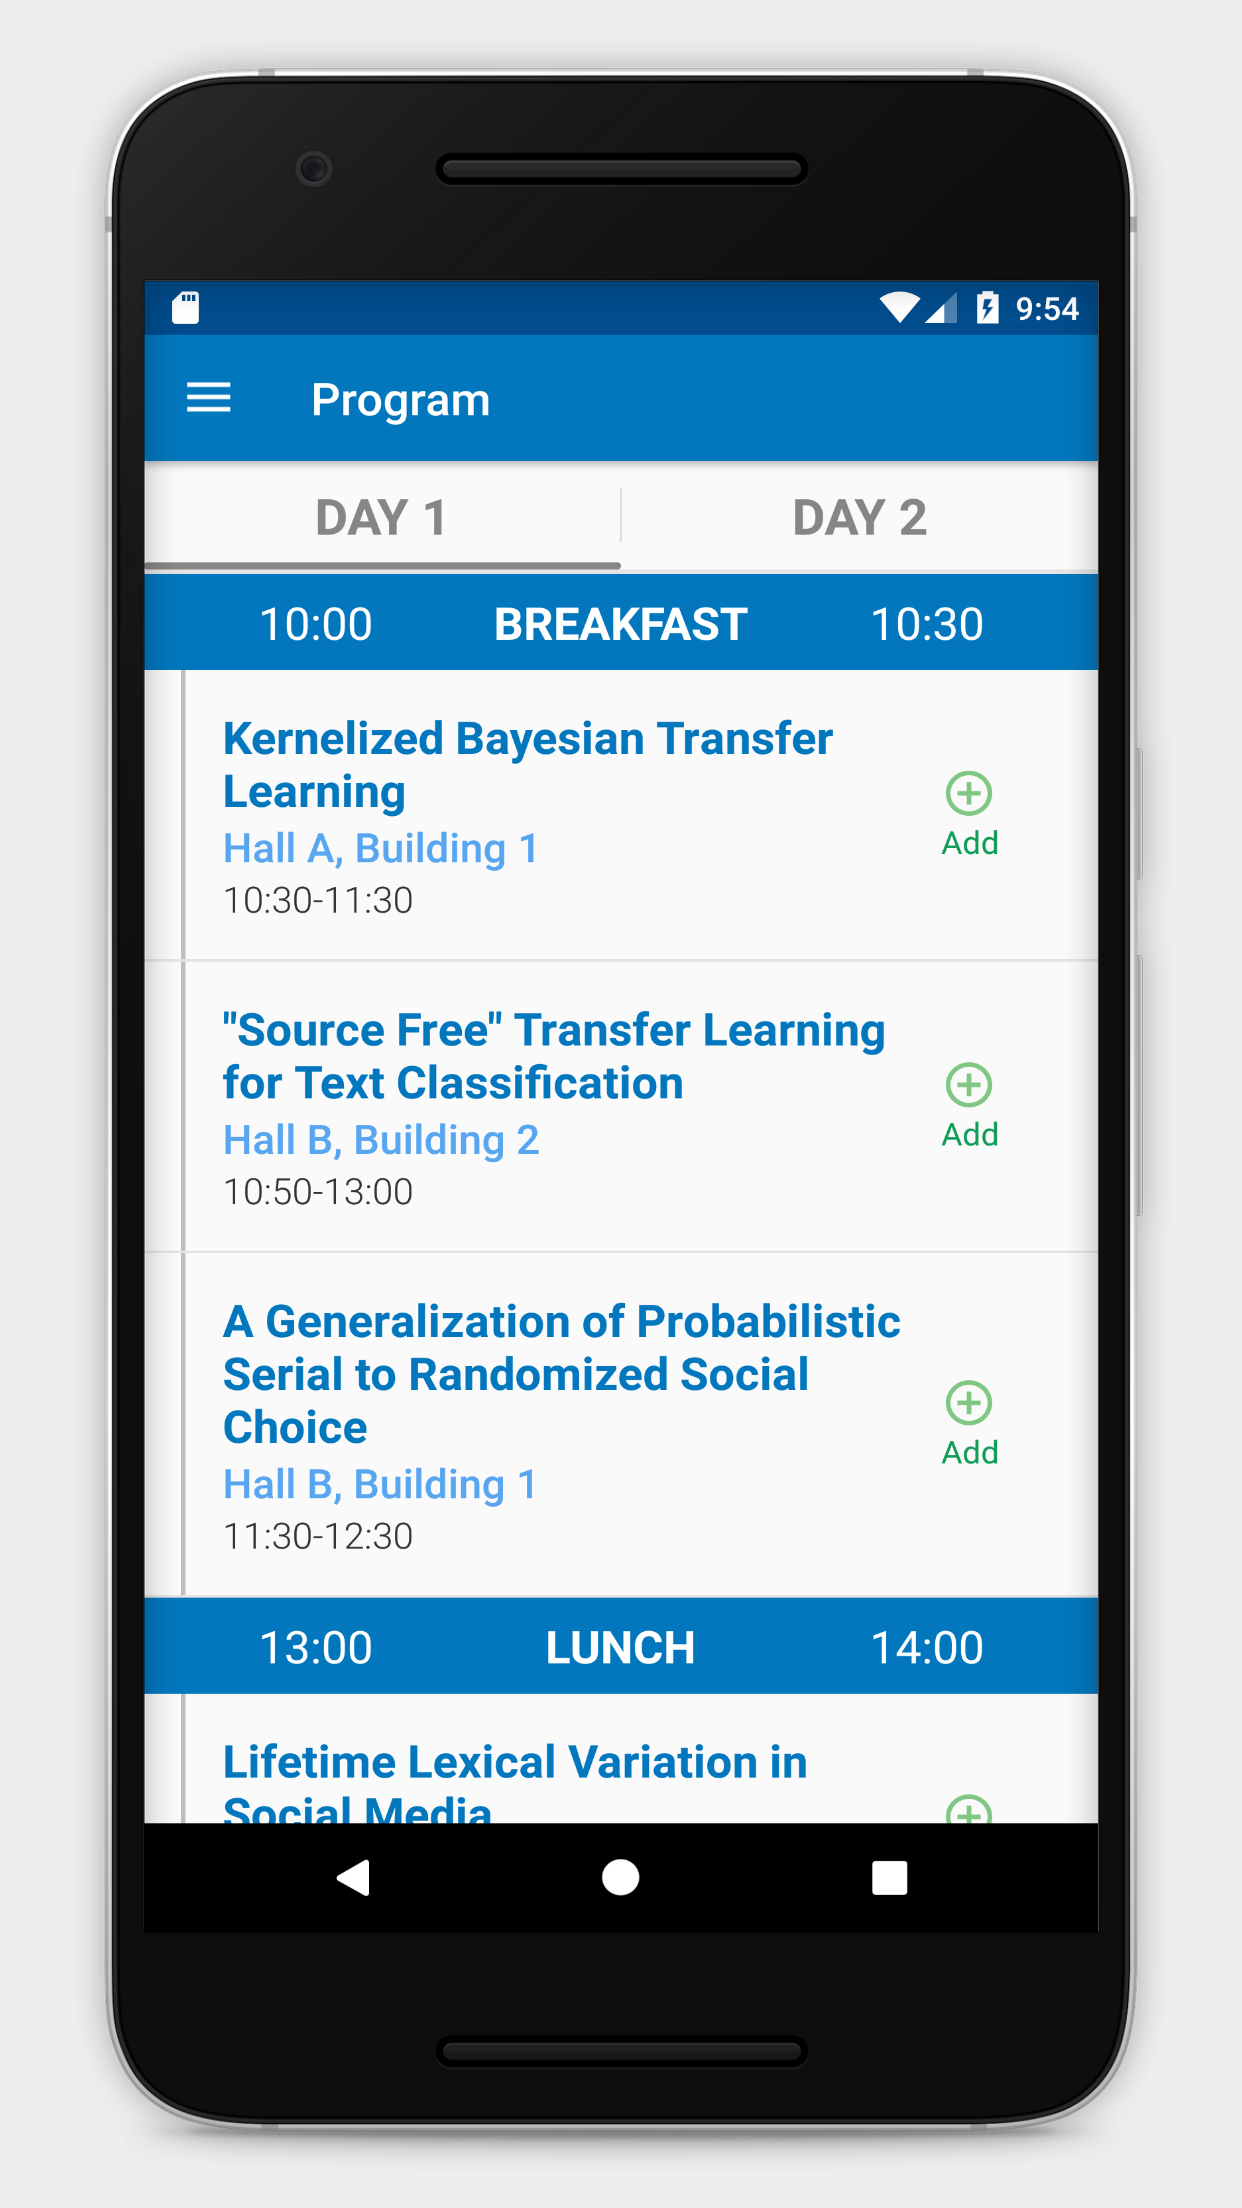 9:54
Program
DAY 1
DAY 2
10:00 BREAKFAST 10:30
Kernelized Bayesian Transfer
Learning
Hall A, Building 1
10:30-11:30
Add
"Source Free" Transfer Learning
for Text Classification
Hall B, Building 2
10:50-13:00
Add
A Generalization of Probabilistic
Serial to Randomized Social
Choice
Hall B, Building 1
11:30-12:30
Add
13:00 LUNCH 14:00
Lifetime Lexical Variation in
Social Media